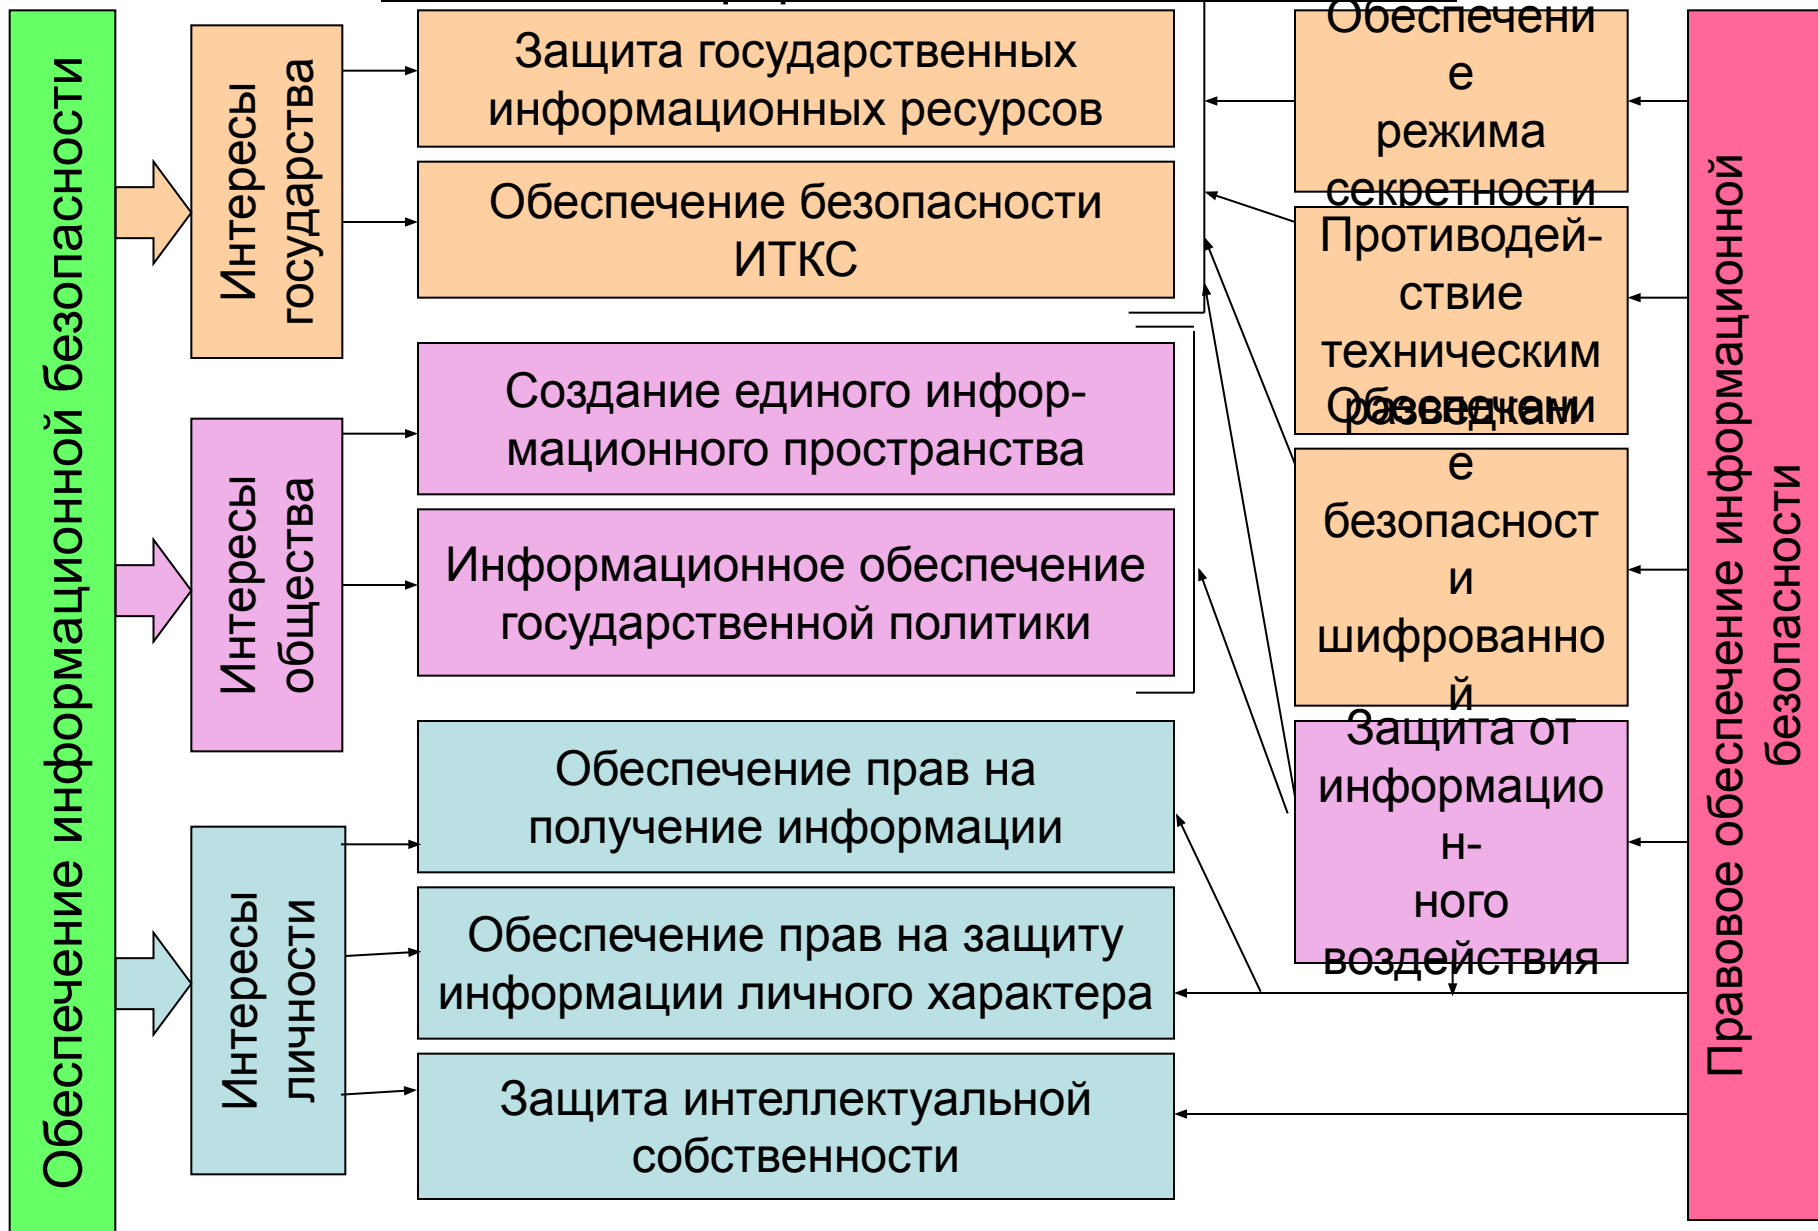 Обеспечение информационной безопасности
Интересы
государства
Защита государственных
информационных ресурсов
Обеспечение безопасности
ИТКС
Интересы
общества
Создание единого инфор-
мационного пространства
Информационное обеспечение
государственной политики
Интересы
личности
Обеспечение прав на
получение информации
Обеспечение прав на защиту
информации личного характера
Защита интеллектуальной
собственности
Обеспечени
е
режима
секретности
Противодей-
ствие
техническим
разведкам
Обеспечени
е
безопасност
и
шифрованно
й
Защита от
информацио
н-
ного
воздействия
Правовое обеспечение информационной
безопасности